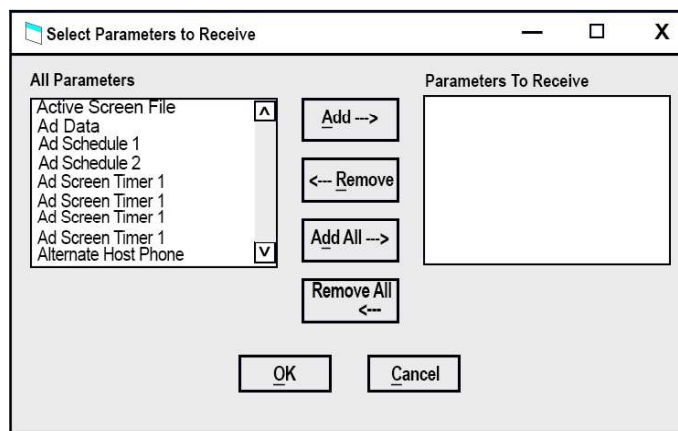 Select Parameters to Receive
X
All Parameters
Active Screen File
Ad Data
Ad Schedule 1
Ad Schedule 2
Ad Screen Timer 1
Ad Screen Timer 1
Ad Screen Timer 1
Ad Screen Timer 1
Alternate Host Phone
Add --->
<--- Remove
Add All --->
Remove All
<---
Parameters To Receive
OK
Cancel